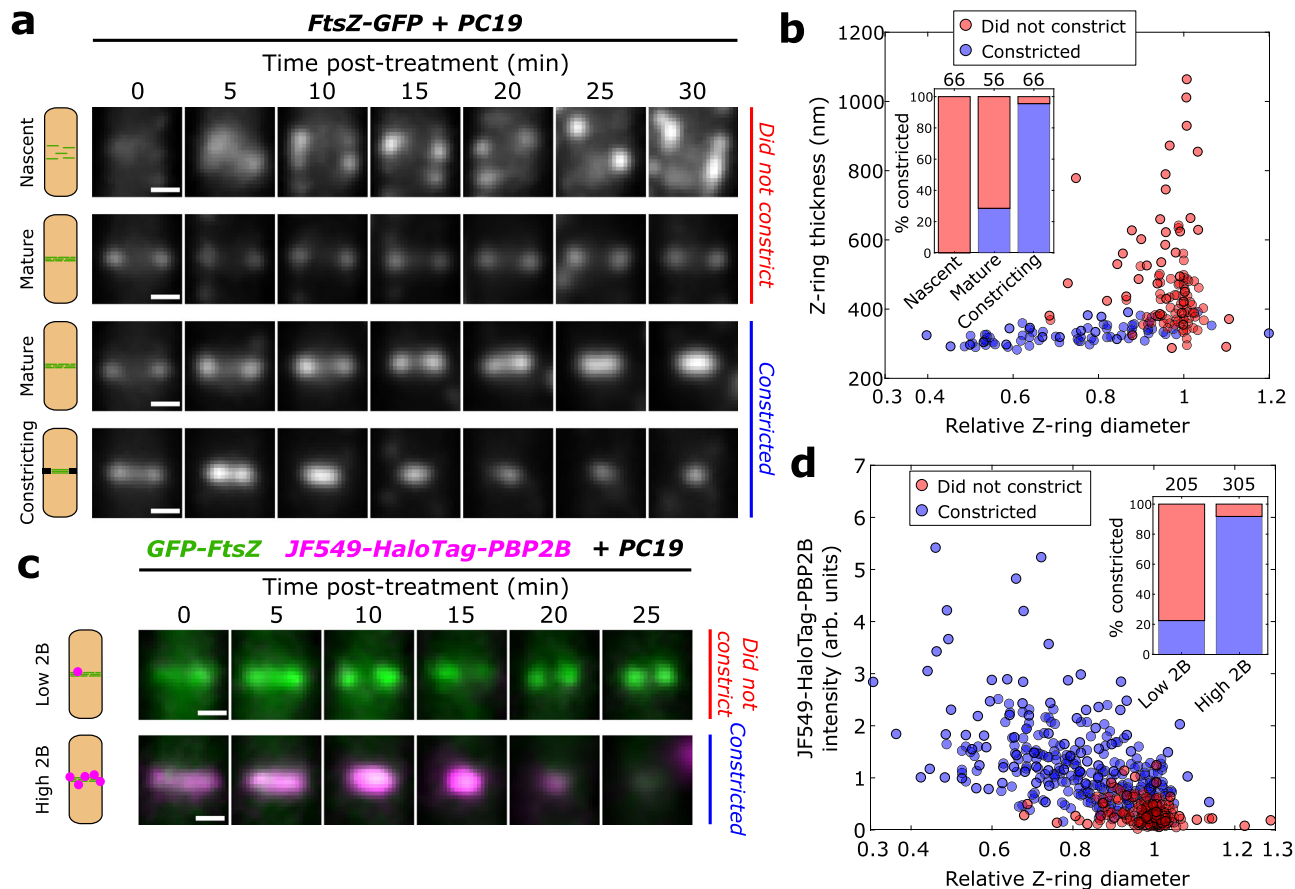 a
FtsZ-GFP + PC19
Time post-treatment (min)
0 5 10 15 20 25 30
Nascent
Mature
Did not constrict
Mature
Constricting
Constricted
b
Did not constrict
Constricted
Z-ring thickness (nm)
1200
1000
800
600
400
200
0.3 0.4 0.6 0.8 1 1.2
Relative Z-ring diameter
66 56 66
% constricted
100
80
60
40
20
0
Nascent
Mature
Constricting
c
GFP-FtsZ JF549-HaloTag-PBP2B + PC19
Time post-treatment (min)
0 5 10 15 20 25
Low 2B
Did not
constrict
High 2B
Constricted
d
Did not constrict
Constricted
JF549-HaloTag-PBP2B
intensity (arb. units)
7
6
5
4
3
2
1
0
0.3 0.4 0.6 0.8 1 1.2 1.3
Relative Z-ring diameter
205 305
% constricted
100
80
60
40
20
0
Low 2B
High 2B